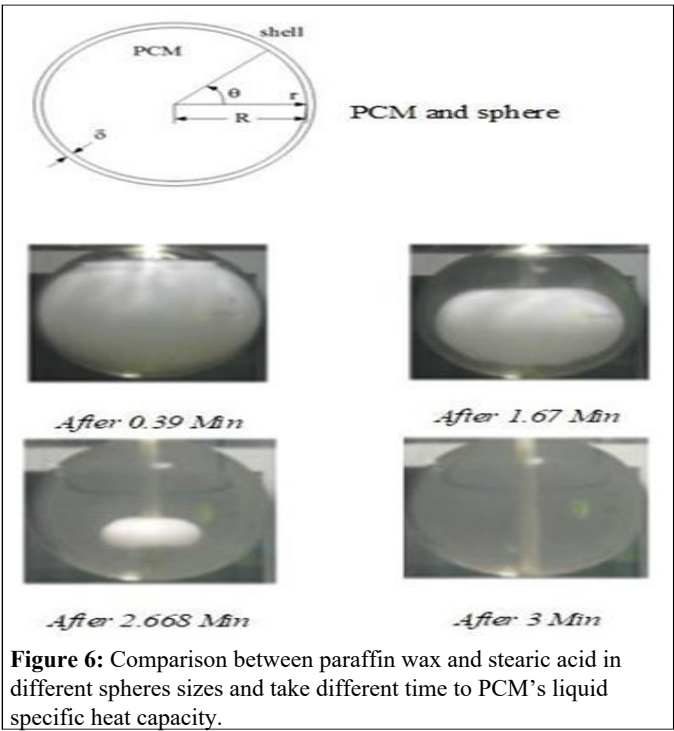 shell
PCM
θ
r
R
δ
PCM and sphere
After 0.39 Min
After 1.67 Min
After 2.668 Min
After 3 Min
Figure 6: Comparison between paraffin wax and stearic acid in
different spheres sizes and take different time to PCM’s liquid
specific heat capacity.